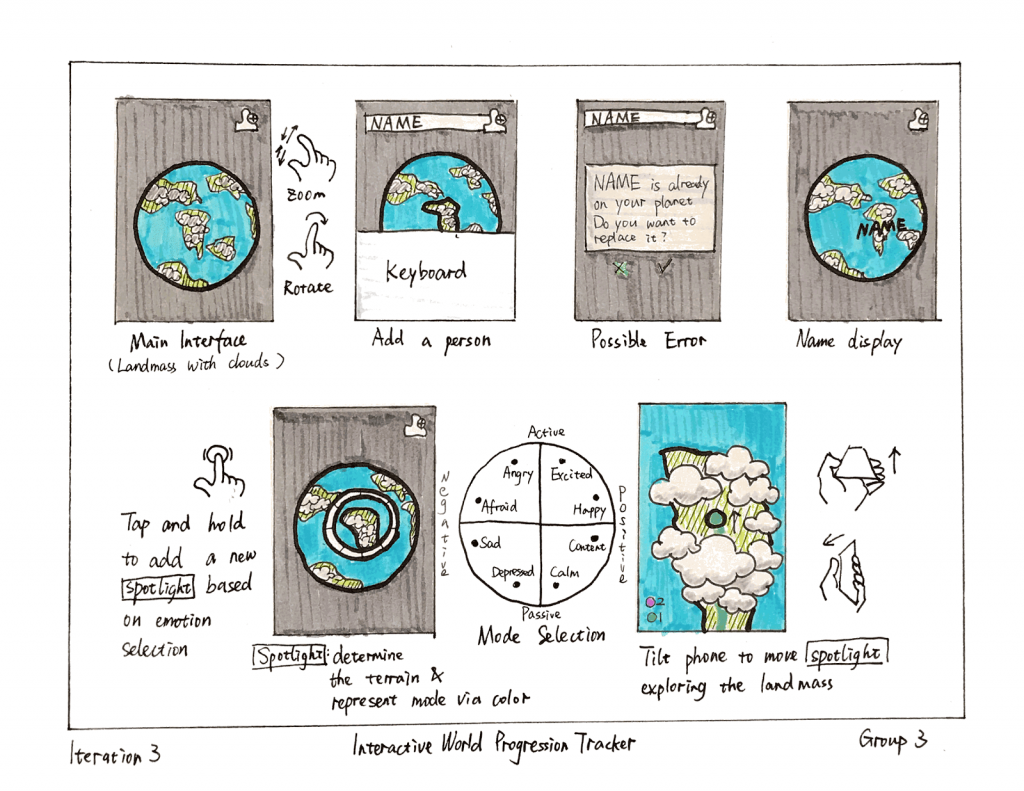 Zoom
Rotate
Main Interface
(Landmass with clouds)
NAME
Keyboard
Add a person
NAME
NAME is already
on your planet
Do you want to
replace it?
Possible Error
NAME
Name display
Tap and hold
to add a new
spotlight based
on emotion
selection
Spotlight: determine
the terrain &
represent mode via color
Negative
Active
Angry
Excited
Afraid
Happy
Sad
Content
Depressed
Calm
Passive
Possitive
Mode Selection
2
1
Tilt phone to move spotlight
exploring the landmass
Iteration 3
Interactive World Progression Tracker
Group 3